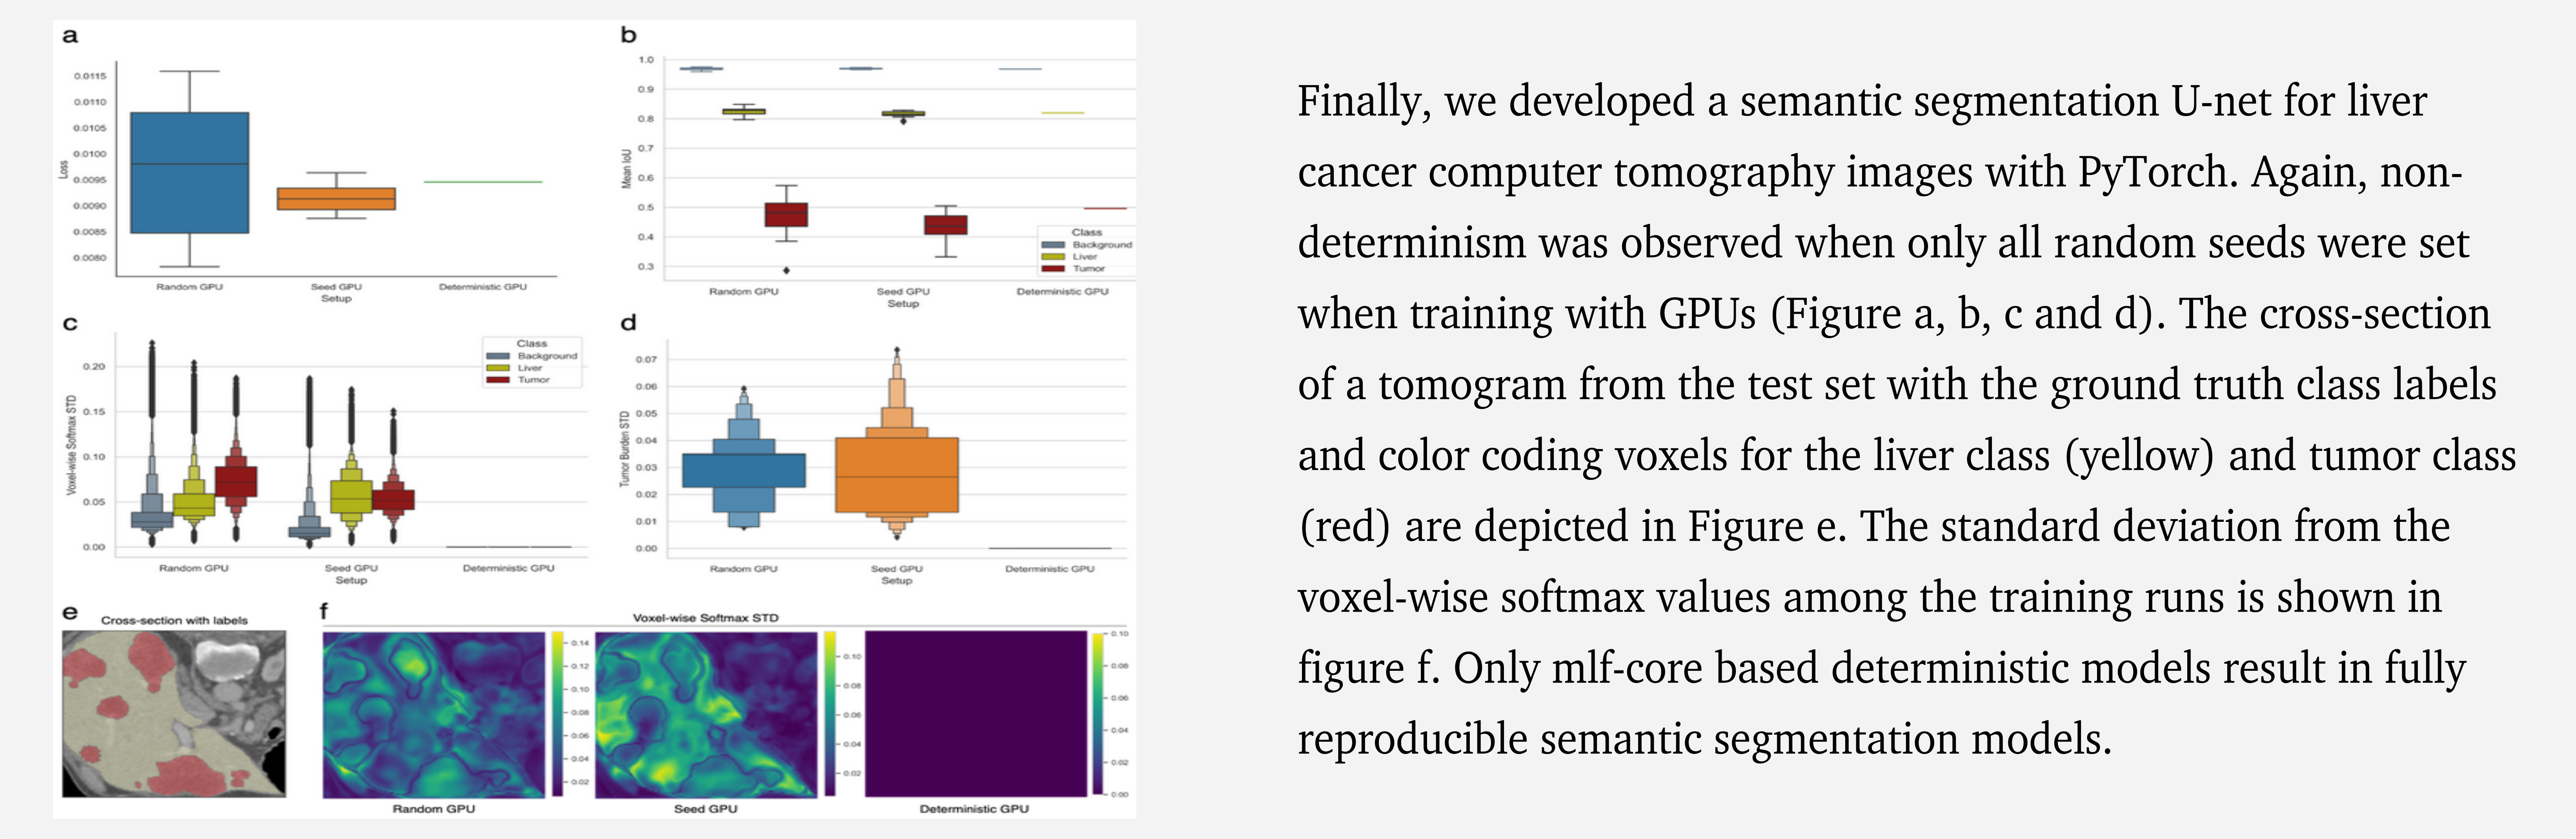 a
0.0115
0.0110
0.0105
0.0100
0.0095
0.0090
0.0085
0.0080
Loss
Random GPU Seed GPU Deterministic GPU
Setup
b
1.0
0.9
0.8
0.7
0.6
0.5
0.4
0.3
Mean IoU
Class
Background
Liver
Tumor
Random GPU Seed GPU Deterministic GPU
Setup
c
0.20
0.15
0.10
0.05
0.00
Voxel-wise Softmax STD
Class
Background
Liver
Tumor
Random GPU Seed GPU Deterministic GPU
Setup
d
0.07
0.06
0.05
0.04
0.03
0.02
0.01
0.00
Tumor Burden STD
Random GPU Seed GPU Deterministic GPU
Setup
e
Cross-section with labels
f
Voxel-wise Softmax STD
0.14
0.12
0.10
0.08
0.06
0.04
0.02
0.10
0.08
0.06
0.04
0.02
0.10
0.08
0.06
0.04
0.02
0.00
Random GPU Seed GPU Deterministic GPU
Finally, we developed a semantic segmentation U-net for liver
cancer computer tomography images with PyTorch. Again, non-
determinism was observed when only all random seeds were set
when training with GPUs (Figure a, b, c and d). The cross-section
of a tomogram from the test set with the ground truth class labels
and color coding voxels for the liver class (yellow) and tumor class
(red) are depicted in Figure e. The standard deviation from the
voxel-wise softmax values among the training runs is shown in
figure f. Only mlf-core based deterministic models result in fully
reproducible semantic segmentation models.